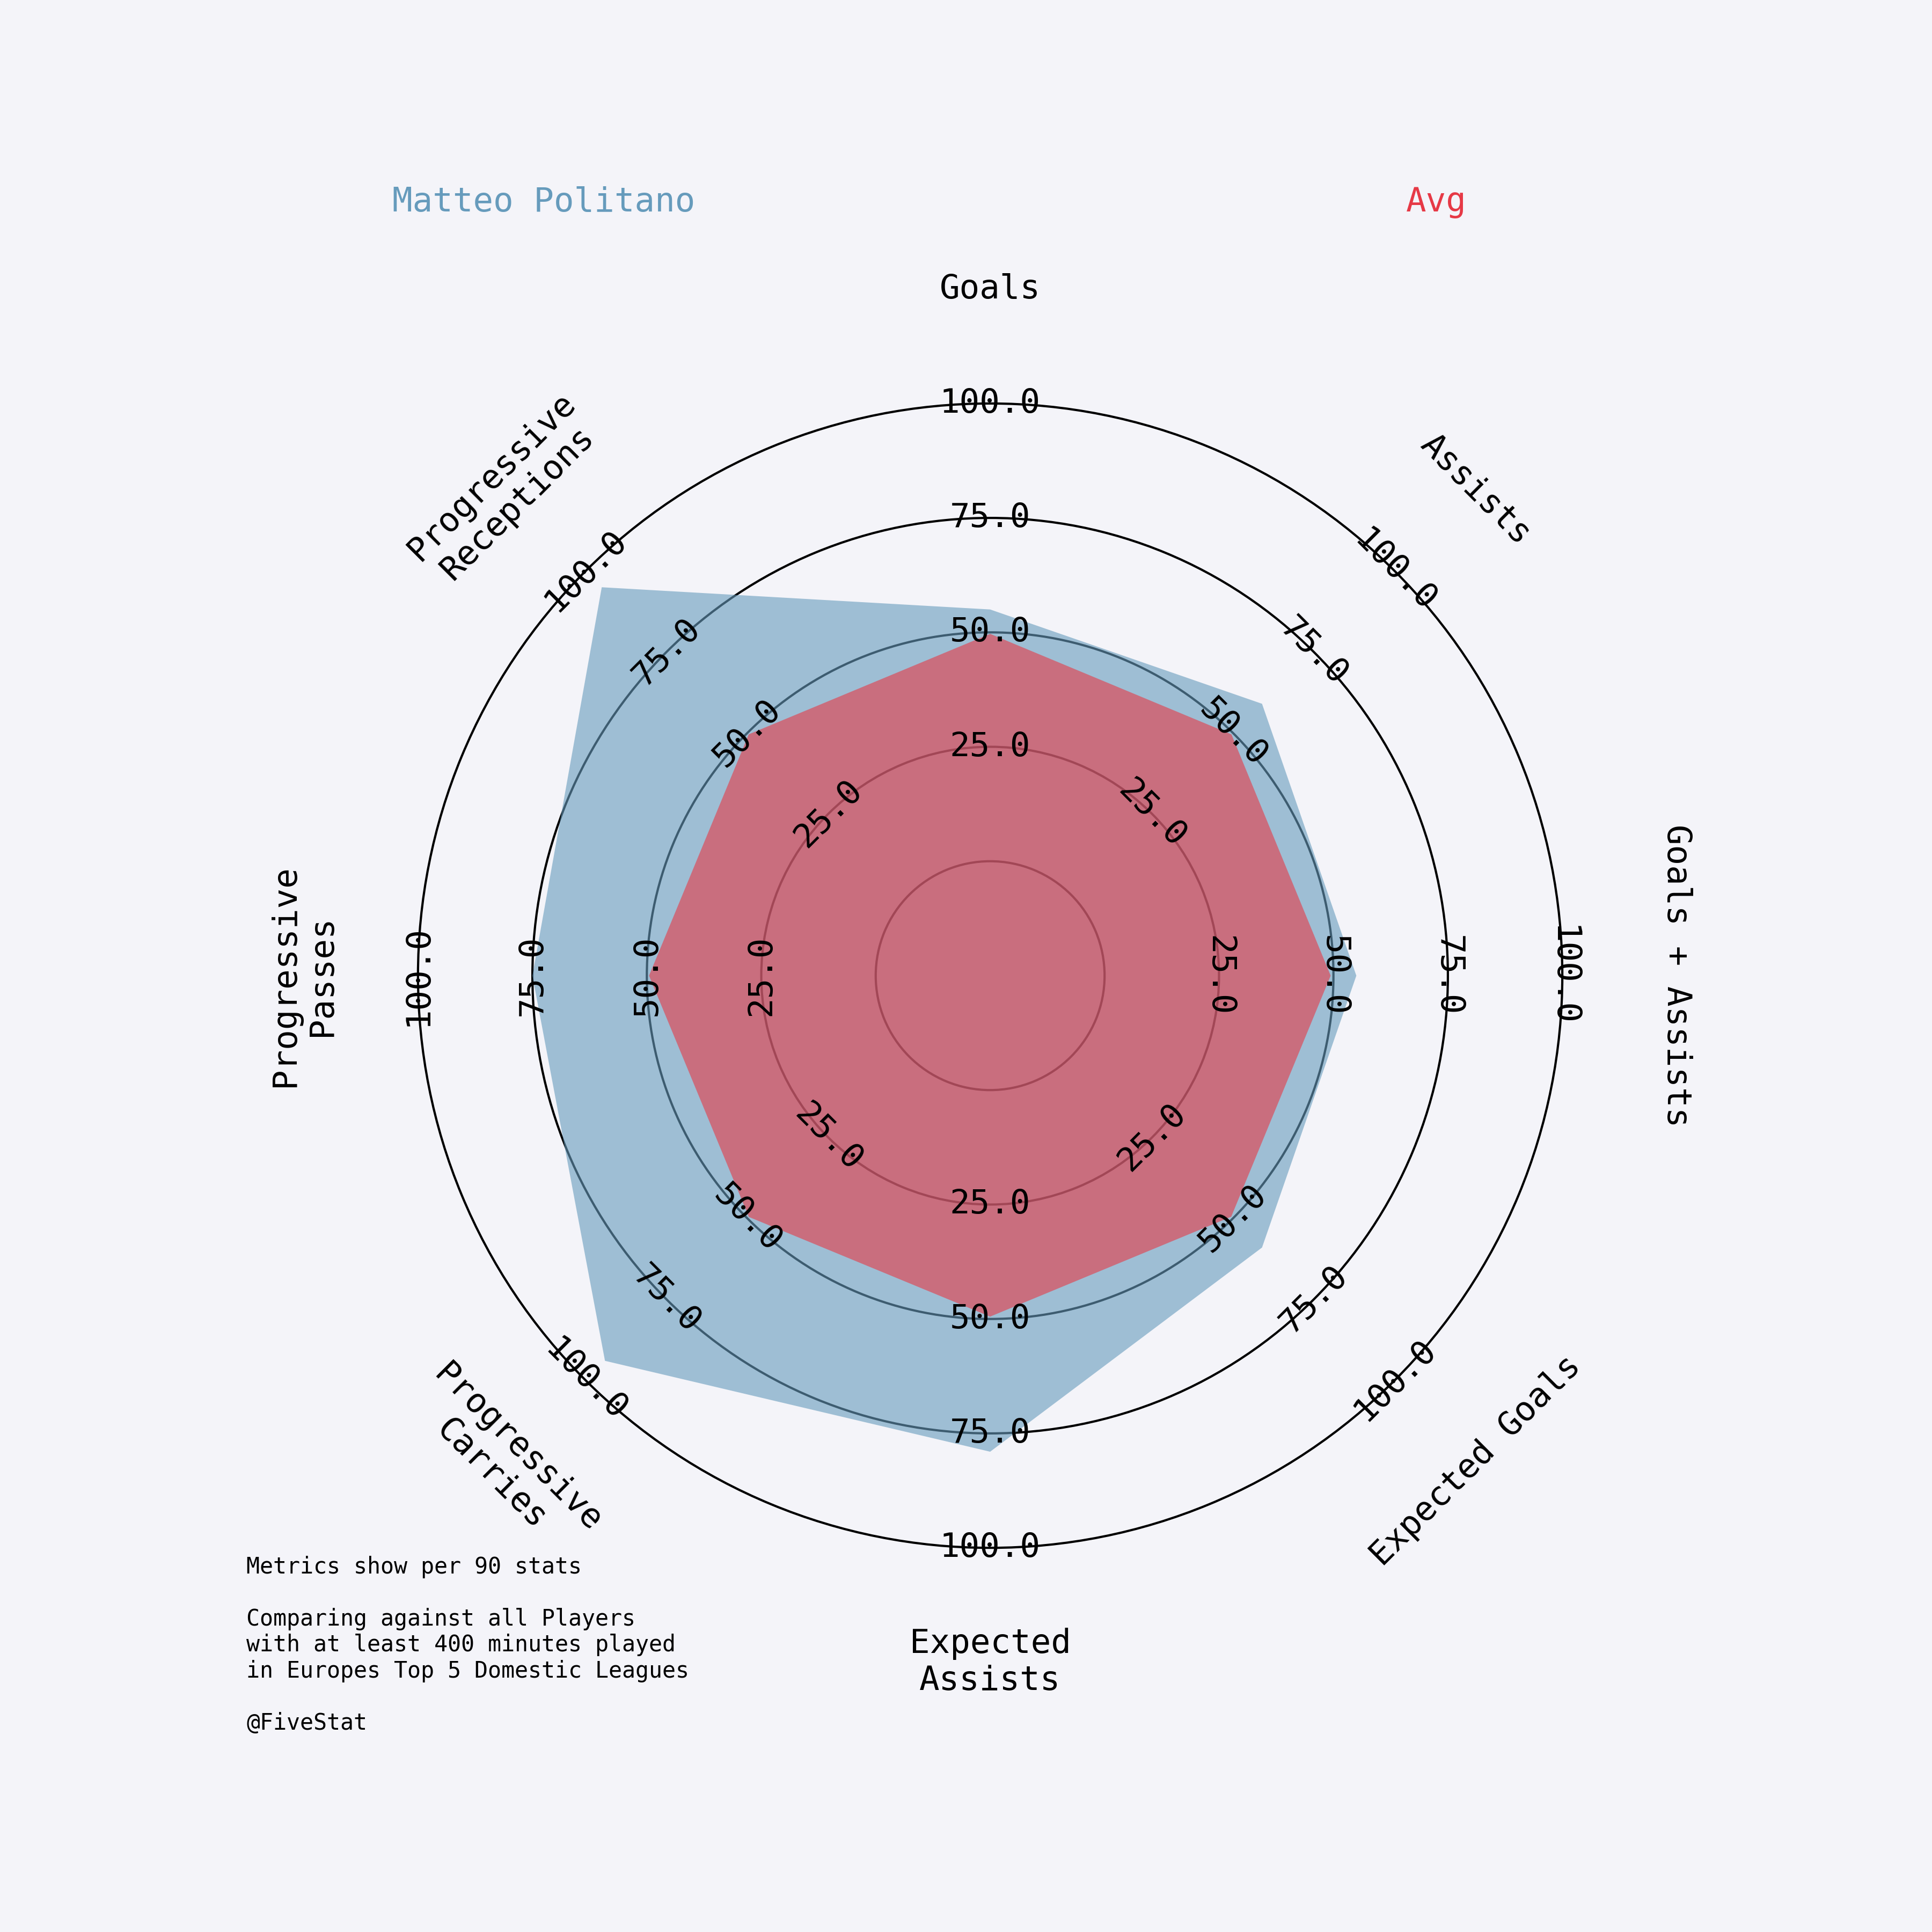 Matteo Politano
Avg
Goals
Assists
Goals + Assists
Expected Goals
Expected
Assists
Progressive
Carries
Progressive
Passes
Progressive
Receptions
25.0
50.0
75.0
100.0
25.0
50.0
75.0
100.0
25.0
50.0
75.0
100.0
25.0
50.0
75.0
100.0
25.0
50.0
75.0
100.0
25.0
50.0
75.0
100.0
25.0
50.0
75.0
100.0
25.0
50.0
75.0
100.0
Metrics show per 90 stats
Comparing against all Players
with at least 400 minutes played
in Europes Top 5 Domestic Leagues
@FiveStat